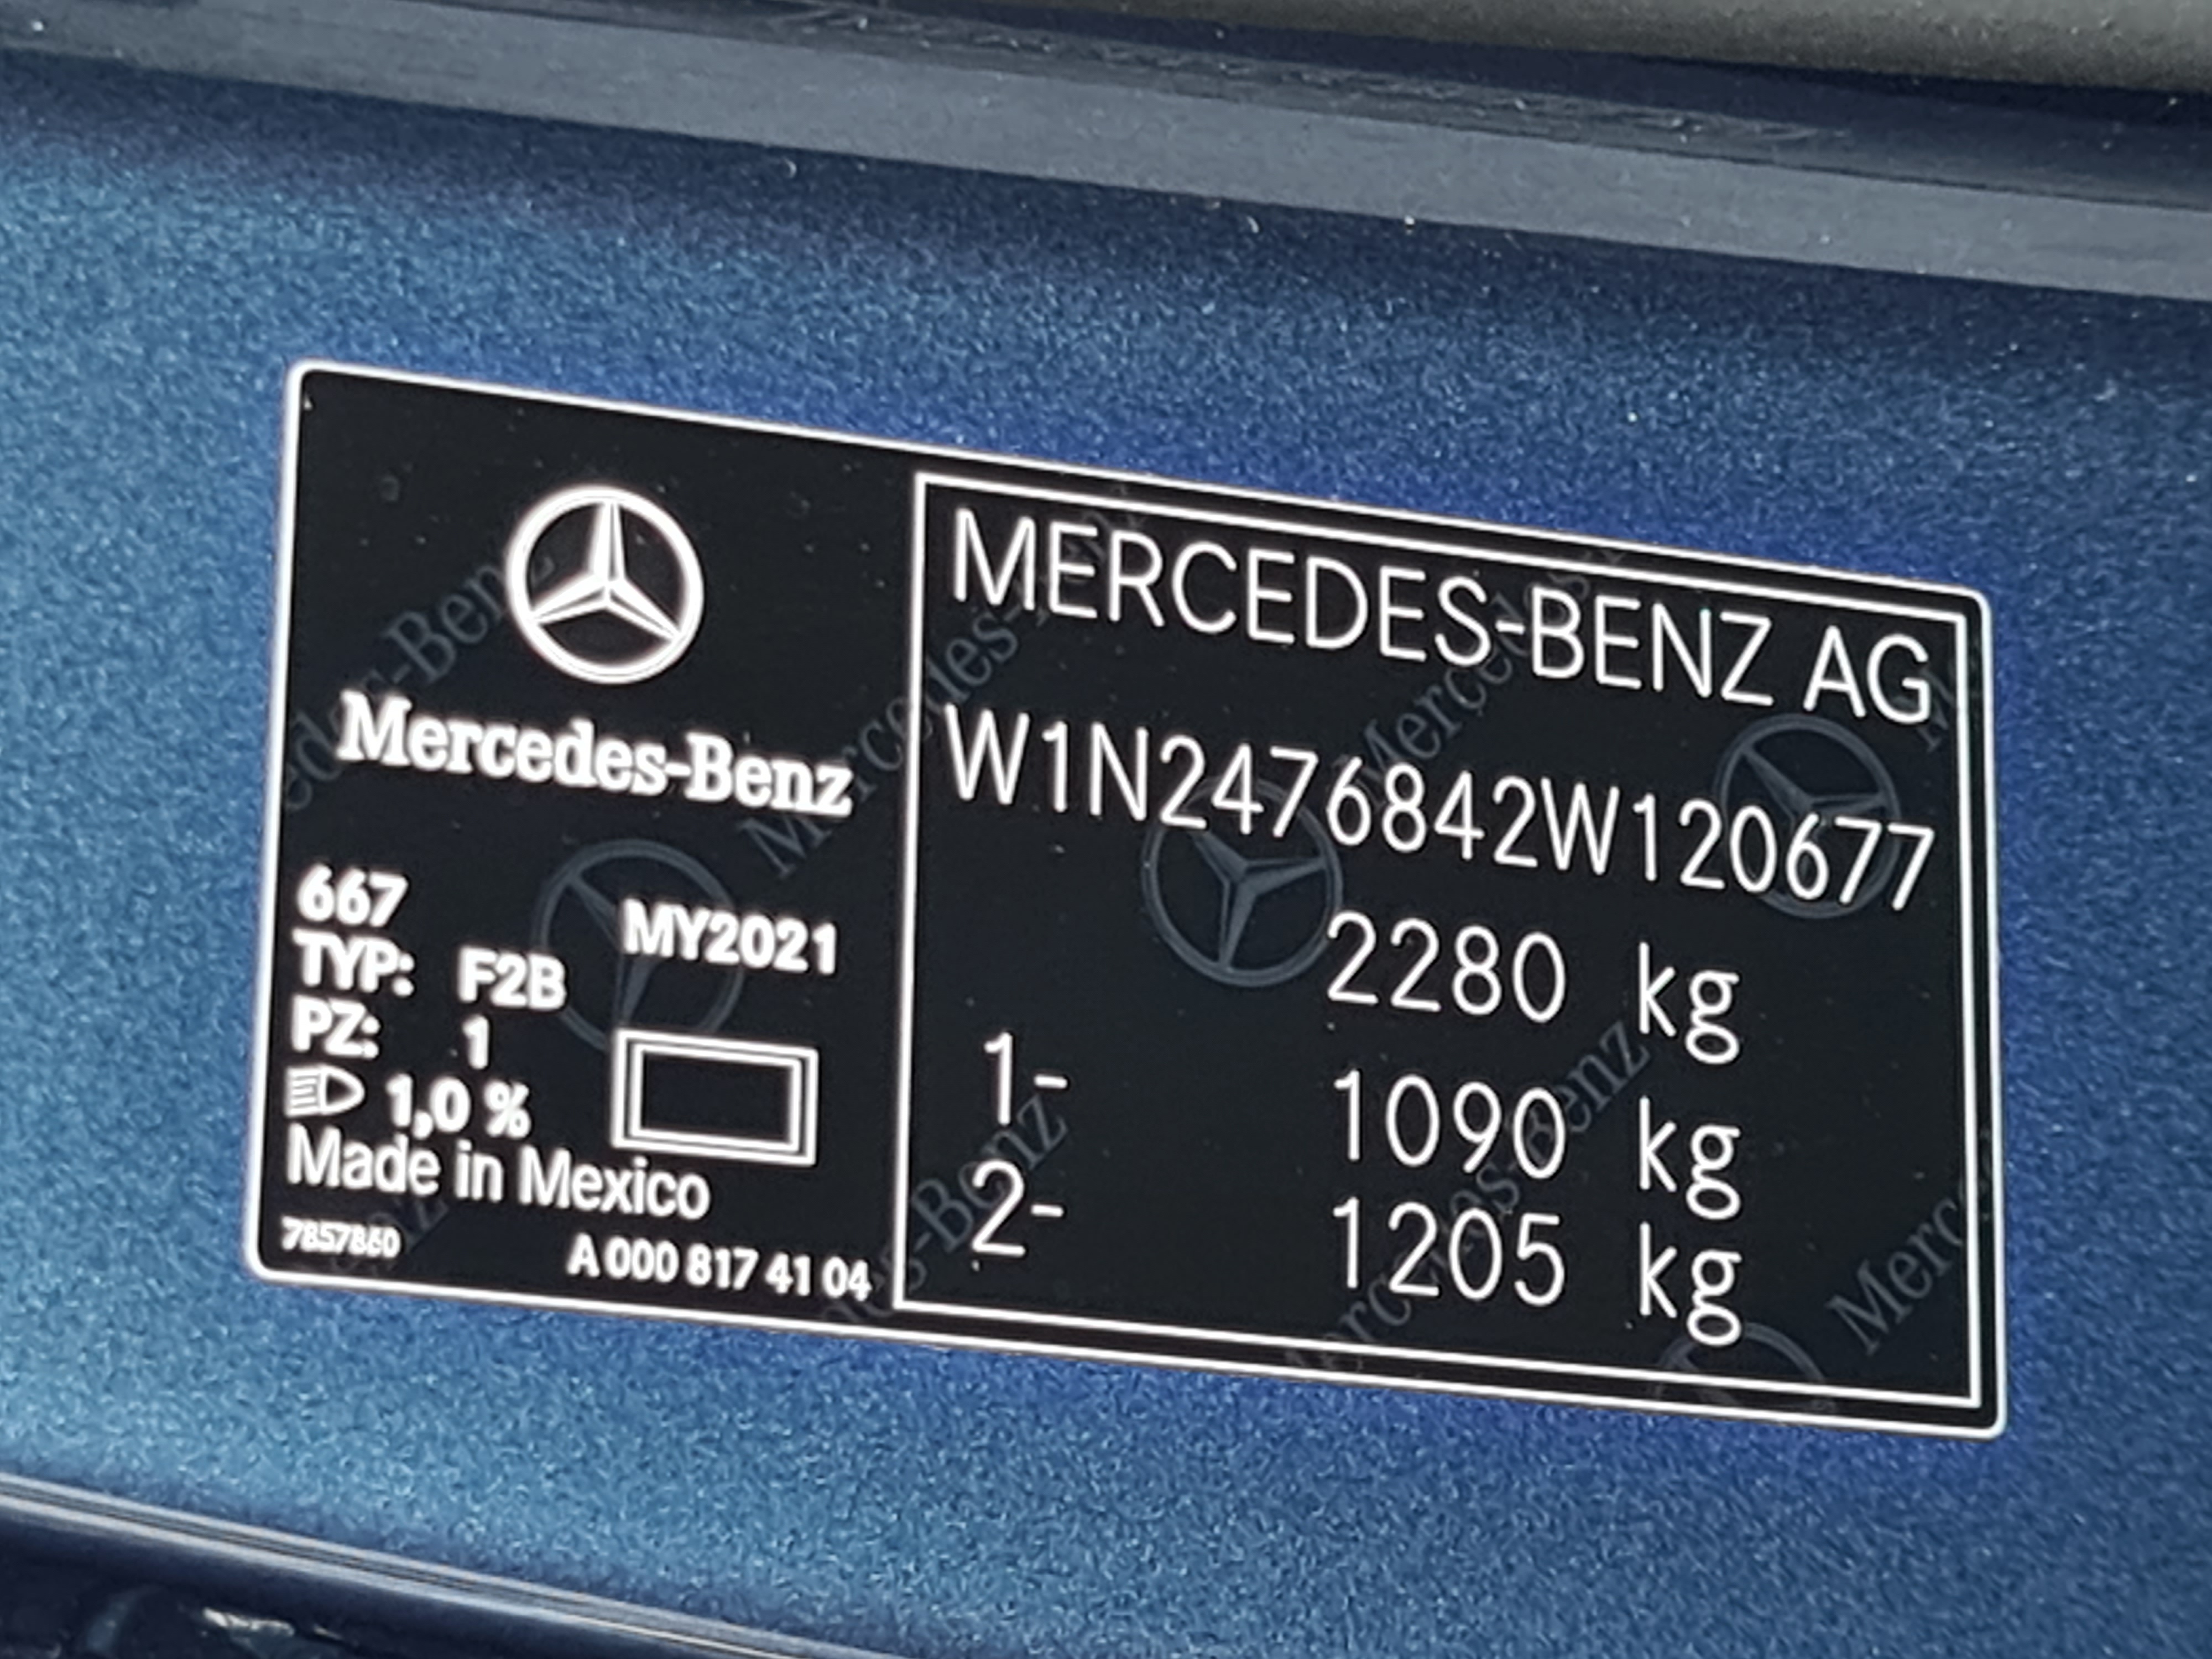 Mercedes-Benz
667
MY2021
TYP: F2B
PZ: 1
1,0 %
Made in Mexico
7857860
A 000 817 41 04
MERCEDES-BENZ AG
W1N2476842W120677
2280 kg
1- 1090 kg
2- 1205 kg